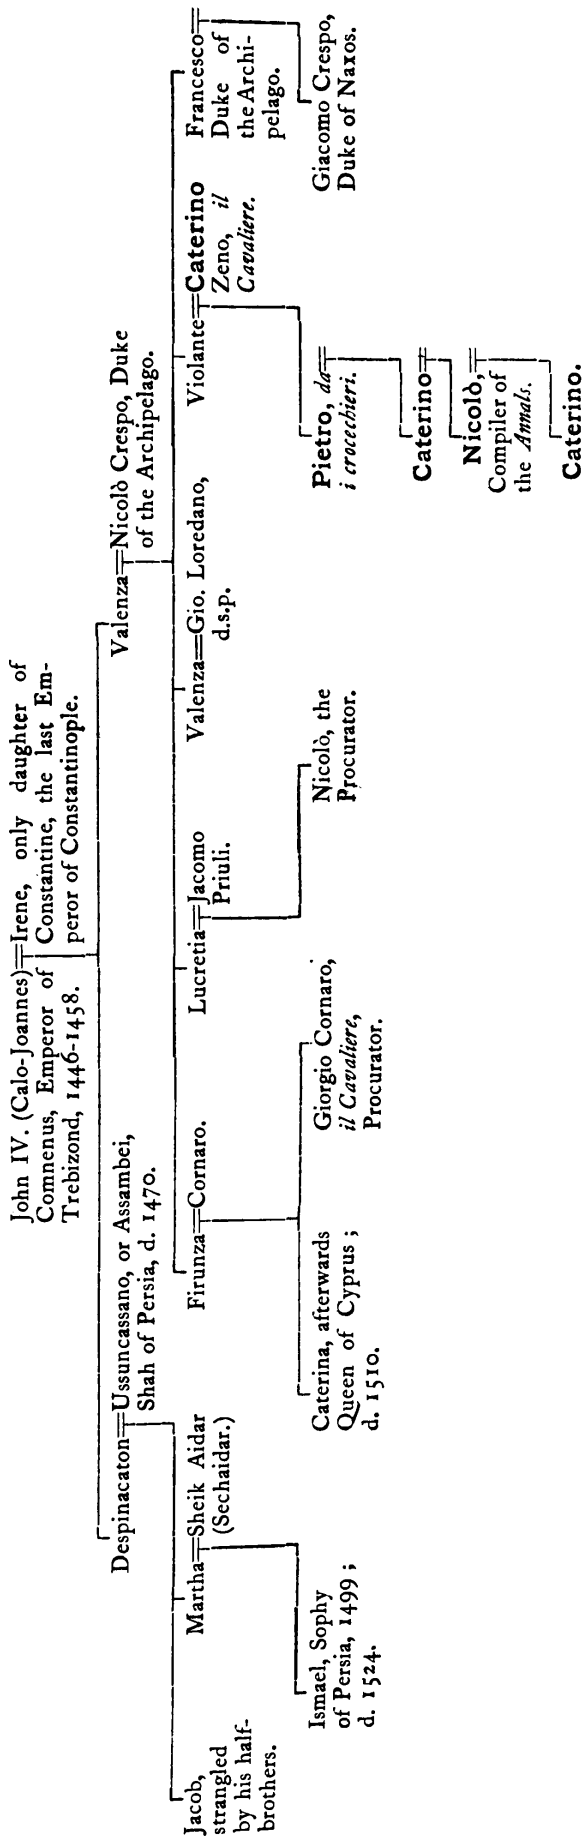 John IV. (Calo-Joannes)=Irene, only daughter of
Comnenus, Emperor of Constantine, the last Em-
Trebizond, 1446-1458. peror of Constantinople.
Despinacaton=Ussuncassano, or Assambei,
Shah of Persia, d. 1470.
Valenza=Nicolò Crespo, Duke
of the Archipelago.
Jacob,
strangled
by his half-
brothers.
Martha=Sheik Aidar
(Sechaidar.)
Firunza=Cornaro.
Lucretia=Jacomo
Priuli.
Valenza=Gio. Loredano,
d.s.p.
Violante=Caterino
Zeno, il
Cavaliere.
Francesco=
Duke of
the Archi-
pelago.
Ismael, Sophy
of Persia, 1499;
d. 1524.
Caterina, afterwards
Queen of Cyprus;
d. 1510.
Giorgio Cornaro,
il Cavaliere,
Procurator.
Nicolò, the
Procurator.
Pietro, da=
i crocechieri.
Giacomo Crespo,
Duke of Naxos.
Caterino=
Nicolò,=
Compiler of
the Annals.
Caterino.